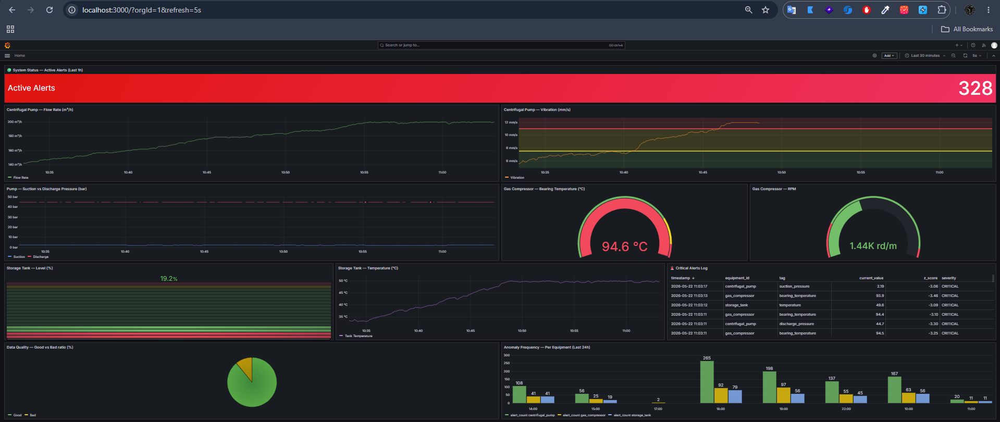 localhost:3000/?orgId=1&refresh=5s
All Bookmarks
Search or jump to... ctrl+k
Home Add Last 30 minutes 5s
System Status — Active Alerts (Last 1h)
Active Alerts 328
Centrifugal Pump — Flow Rate (m³/h)
200 m³/h
180 m³/h
160 m³/h
140 m³/h
10:35 10:40 10:45 10:50 10:55 11:00
Flow Rate
Centrifugal Pump — Vibration (mm/s)
12 mm/s
10 mm/s
8 mm/s
6 mm/s
10:35 10:40 10:45 10:50 10:55 11:00
Vibration
Pump — Suction vs Discharge Pressure (bar)
50 bar
40 bar
30 bar
20 bar
10 bar
0 bar
10:35 10:40 10:45 10:50 10:55 11:00
Suction Discharge
Gas Compressor — Bearing Temperature (°C)
94.6 °C
Gas Compressor — RPM
1.44K rd/m
Storage Tank — Level (%)
19.2%
Storage Tank — Temperature (°C)
50 °C
45 °C
40 °C
35 °C
10:35 10:40 10:45 10:50 10:55 11:00
Tank Temperature
Critical Alerts Log
timestamp ↓ equipment_id tag current_value z_score severity
2026-05-22 11:03:17 centrifugal_pump suction_pressure 2.19 -3.06 CRITICAL
2026-05-22 11:03:13 gas_compressor bearing_temperature 93.9 -3.46 CRITICAL
2026-05-22 11:03:12 storage_tank temperature 49.6 -3.09 CRITICAL
2026-05-22 11:03:11 gas_compressor bearing_temperature 94.4 -3.10 CRITICAL
2026-05-22 11:03:11 centrifugal_pump discharge_pressure 44.7 -3.30 CRITICAL
2026-05-22 11:03:11 gas_compressor bearing_temperature 94.5 -3.25 CRITICAL
Data Quality — Good vs Bad ratio (%)
Good Bad
Anomaly Frequency — Per Equipment (Last 24h)
300
250
200
150
100
50
0
108 41 41 56 25 19 2 265 92 79 198 97 56 137 55 45 167 63 56 20 11 11
14:00 15:00 17:00 18:00 19:00 22:00 10:00 11:00
alert_count centrifugal_pump alert_count gas_compressor alert_count storage_tank